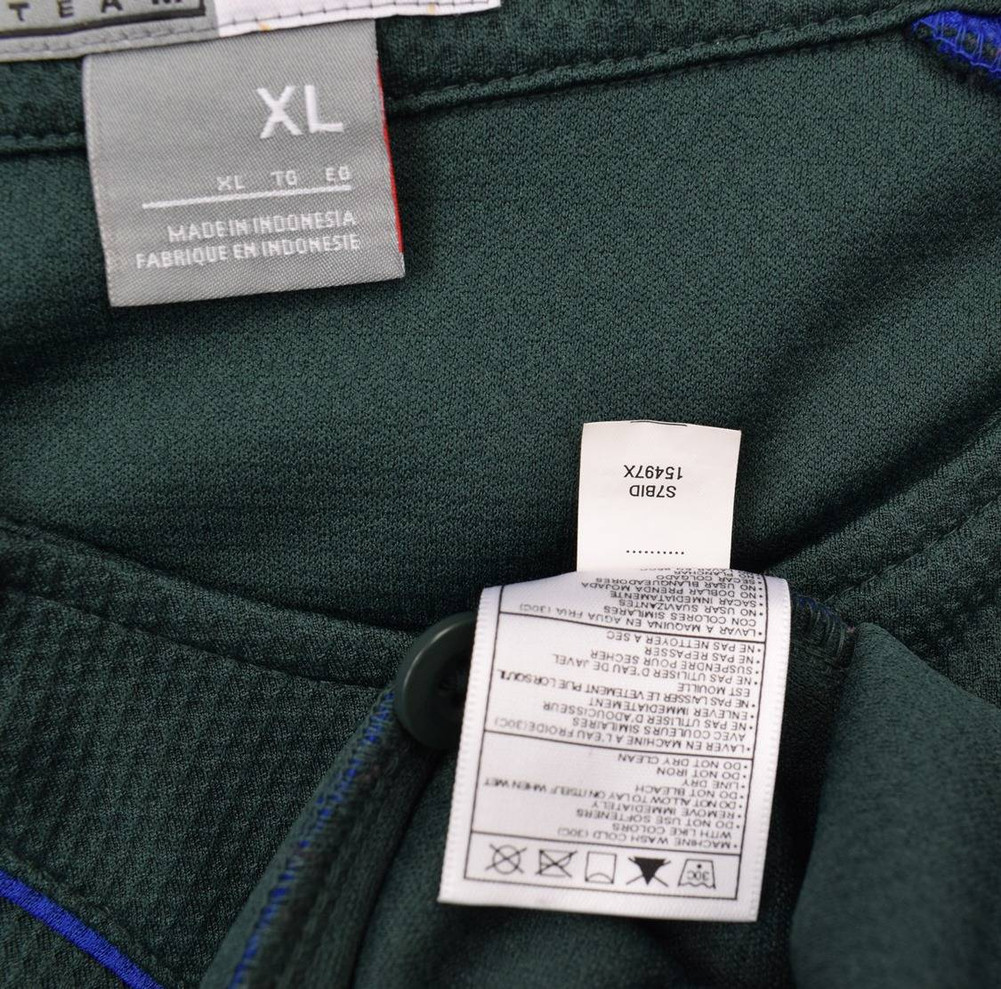 TEAM
XL
XL TG EG
MADE IN INDONESIA
FABRIQUE EN INDONESIE
S7BID
15497X
30C
• MACHINE WASH COLD (30C)
WITH LIKE COLORS
• DO NOT USE SOFTENERS
• REMOVE IMMEDIATELY
• DO NOT ALLOW TO LAY ON ITSELF WHEN WET
• DO NOT BLEACH
• LINE DRY
• DO NOT IRON
• DO NOT DRY CLEAN
• LAVER EN MACHINE A L'EAU FROIDE(30C)
AVEC COULEURS SIMILAIRES
• NE PAS UTILISER D'ADOUCISSEUR
• ENLEVER IMMEDIATEMENT
• NE PAS LAISSER LE VETEMENT PLIE LORSQU'IL
EST MOUILLE
• NE PAS UTILISER D'EAU DE JAVEL
• SUSPENDRE POUR SECHER
• NE PAS REPASSER
• NE PAS NETTOYER A SEC
• LAVAR A MAQUINA EN AGUA FRIA (30C)
CON COLORES SIMILARES
• NO USAR SUAVIZANTES
• SACAR INMEDIATAMENTE
• NO DOBLAR PRENDA MOJADA
• NO USAR BLANQUEADORES
• SECAR COLGADO
• NO PLANCHAR